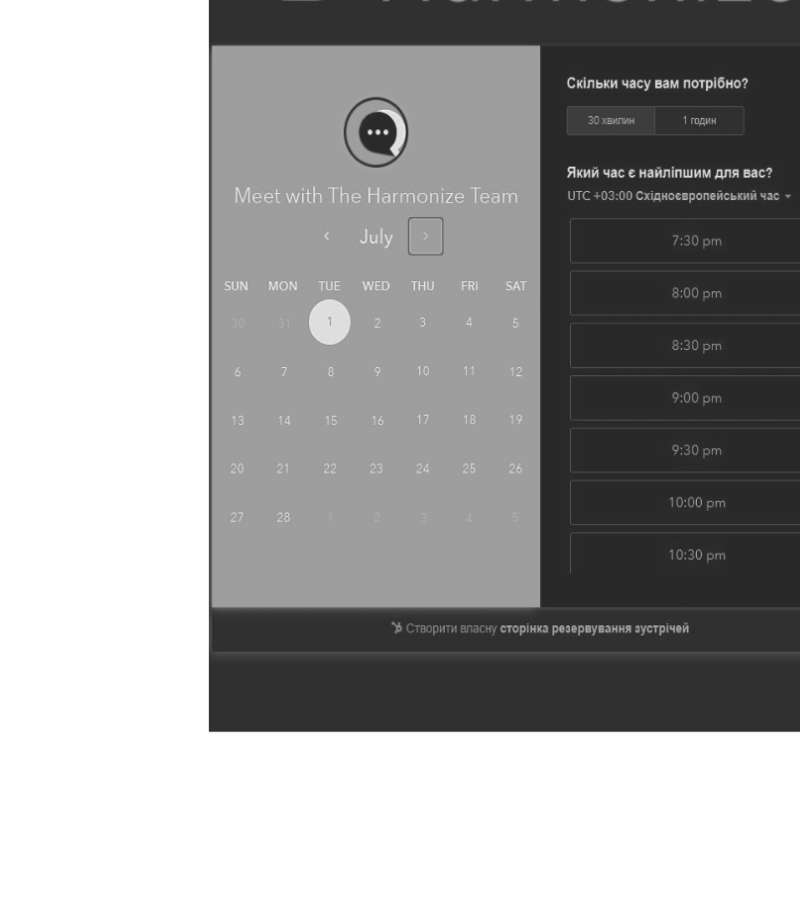 Meet with The Harmonize Team
July
SUN MON TUE WED THU FRI SAT
30 31 1 2 3 4 5
6 7 8 9 10 11 12
13 14 15 16 17 18 19
20 21 22 23 24 25 26
27 28 1 2 3 4 5
Скільки часу вам потрібно?
30 хвилин 1 годин
Який час є найліпшим для вас?
UTC +03:00 Східноєвропейський час
7:30 pm
8:00 pm
8:30 pm
9:00 pm
9:30 pm
10:00 pm
10:30 pm
Створити власну сторінка резервування зустрічей